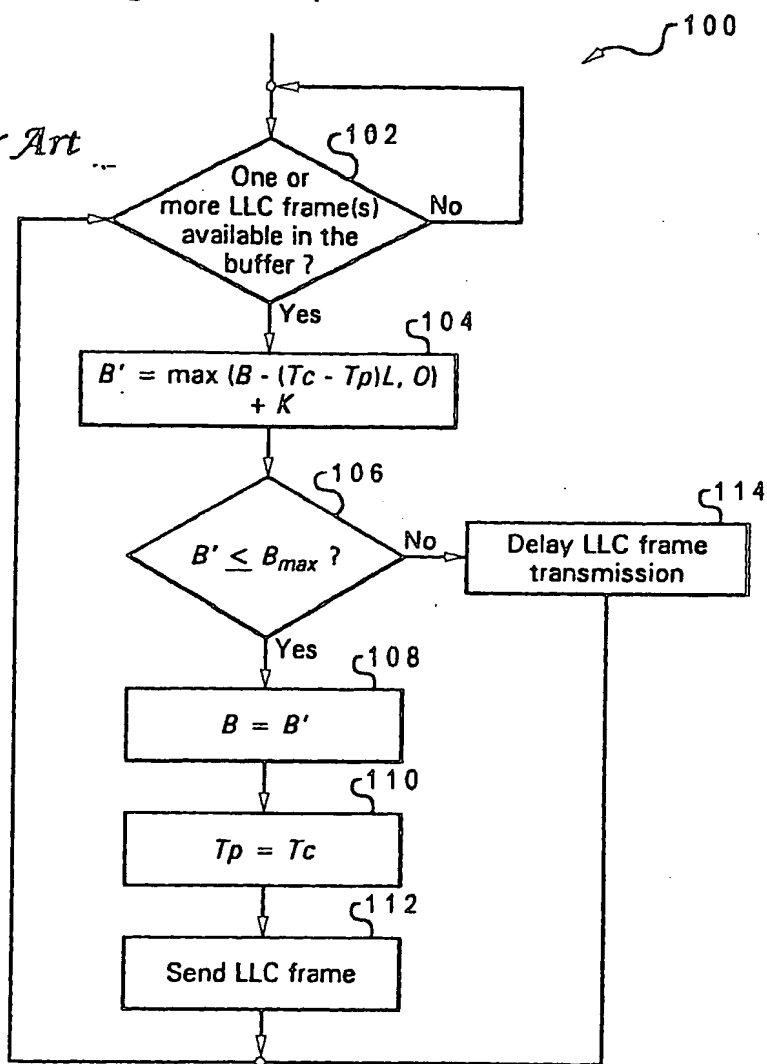 100
Art
102
One or
more LLC frame(s)
available in the
buffer ?
No
Yes
104
B' = max (B - (Tc - Tp)L, O)
+ K
106
B' ≤ Bmax ?
No
Yes
114
Delay LLC frame
transmission
108
B = B'
110
Tp = Tc
112
Send LLC frame